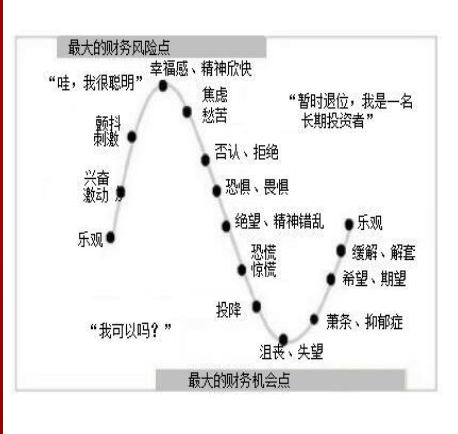 最大的财务风险点
幸福感、精神欣快
“哇，我很聪明”
焦虑
愁苦
“暂时退位，我是一名
长期投资者”
颤抖
刺激
否认、拒绝
兴奋
激动
恐惧、畏惧
乐观
绝望、精神错乱
乐观
恐慌
惊慌
缓解、解套
希望、期望
投降
萧条、抑郁症
“我可以吗？”
沮丧、失望
最大的财务机会点